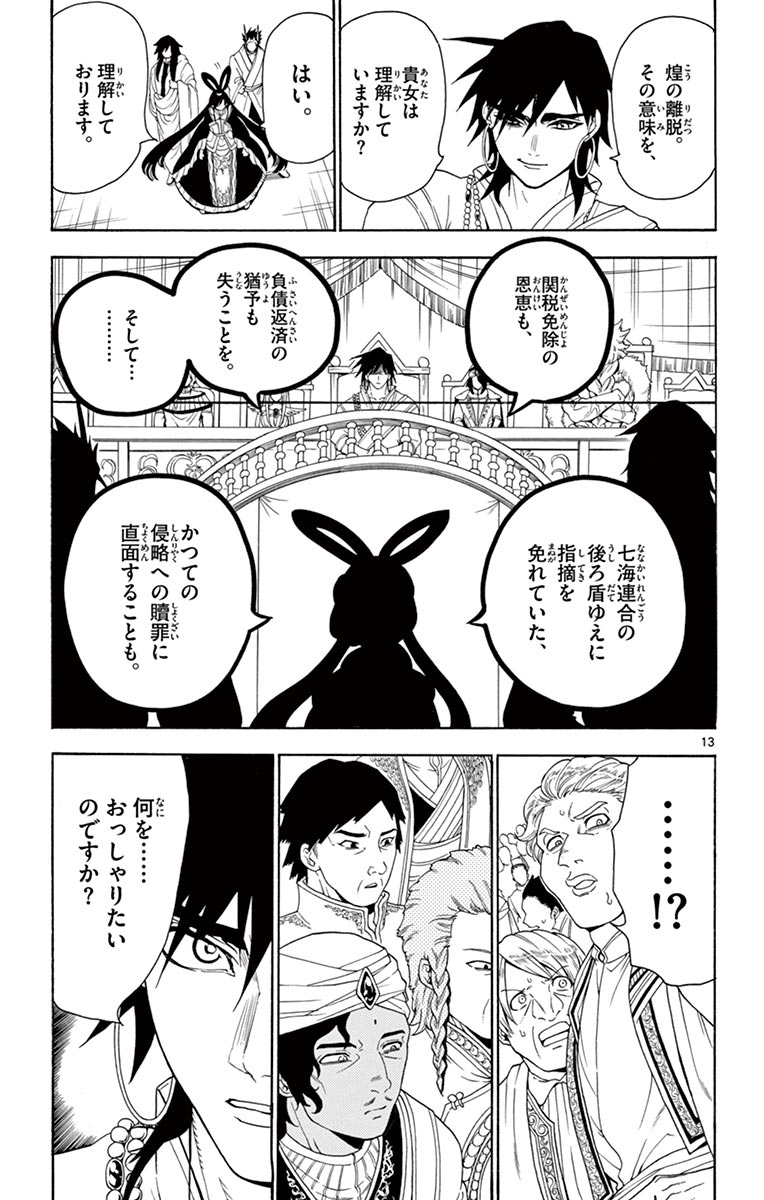 煌の離脱。
その意味を、
貴女は
理解して
いますか?
はい。
理解して
おります。
関税免除の
恩恵も、
負債返済の
猶予も
失うことを。
そして…
………
七海連合の
後ろ盾ゆえに
指摘を
免れていた、
かつての
侵略への贖罪に
直面することも。
13
………!?
何を……
おっしゃりたい
のですか?